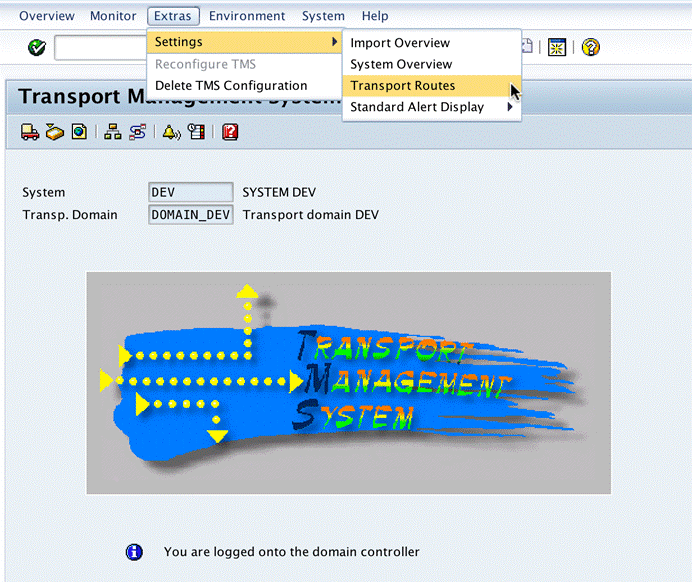 Overview Monitor Extras Environment System Help
Settings
Reconfigure TMS
Delete TMS Configuration
Import Overview
System Overview
Transport Routes
Standard Alert Display
Transport Management System
System DEV SYSTEM DEV
Transp. Domain DOMAIN_DEV Transport domain DEV
TRANSPORT
MANAGEMENT
SYSTEM
You are logged onto the domain controller